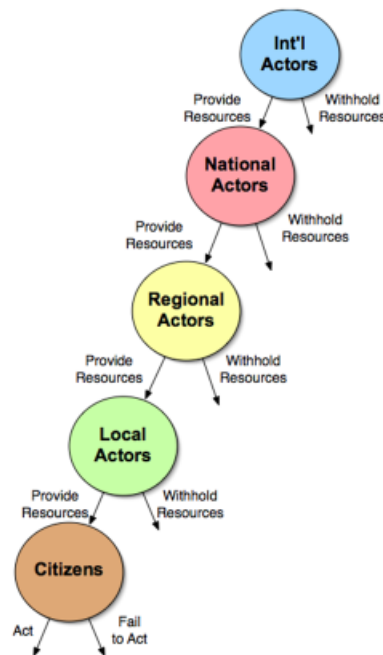 Int'l
Actors
Provide
Resources
Withhold
Resources
National
Actors
Provide
Resources
Withhold
Resources
Regional
Actors
Provide
Resources
Withhold
Resources
Local
Actors
Provide
Resources
Withhold
Resources
Citizens
Act
Fail
to Act